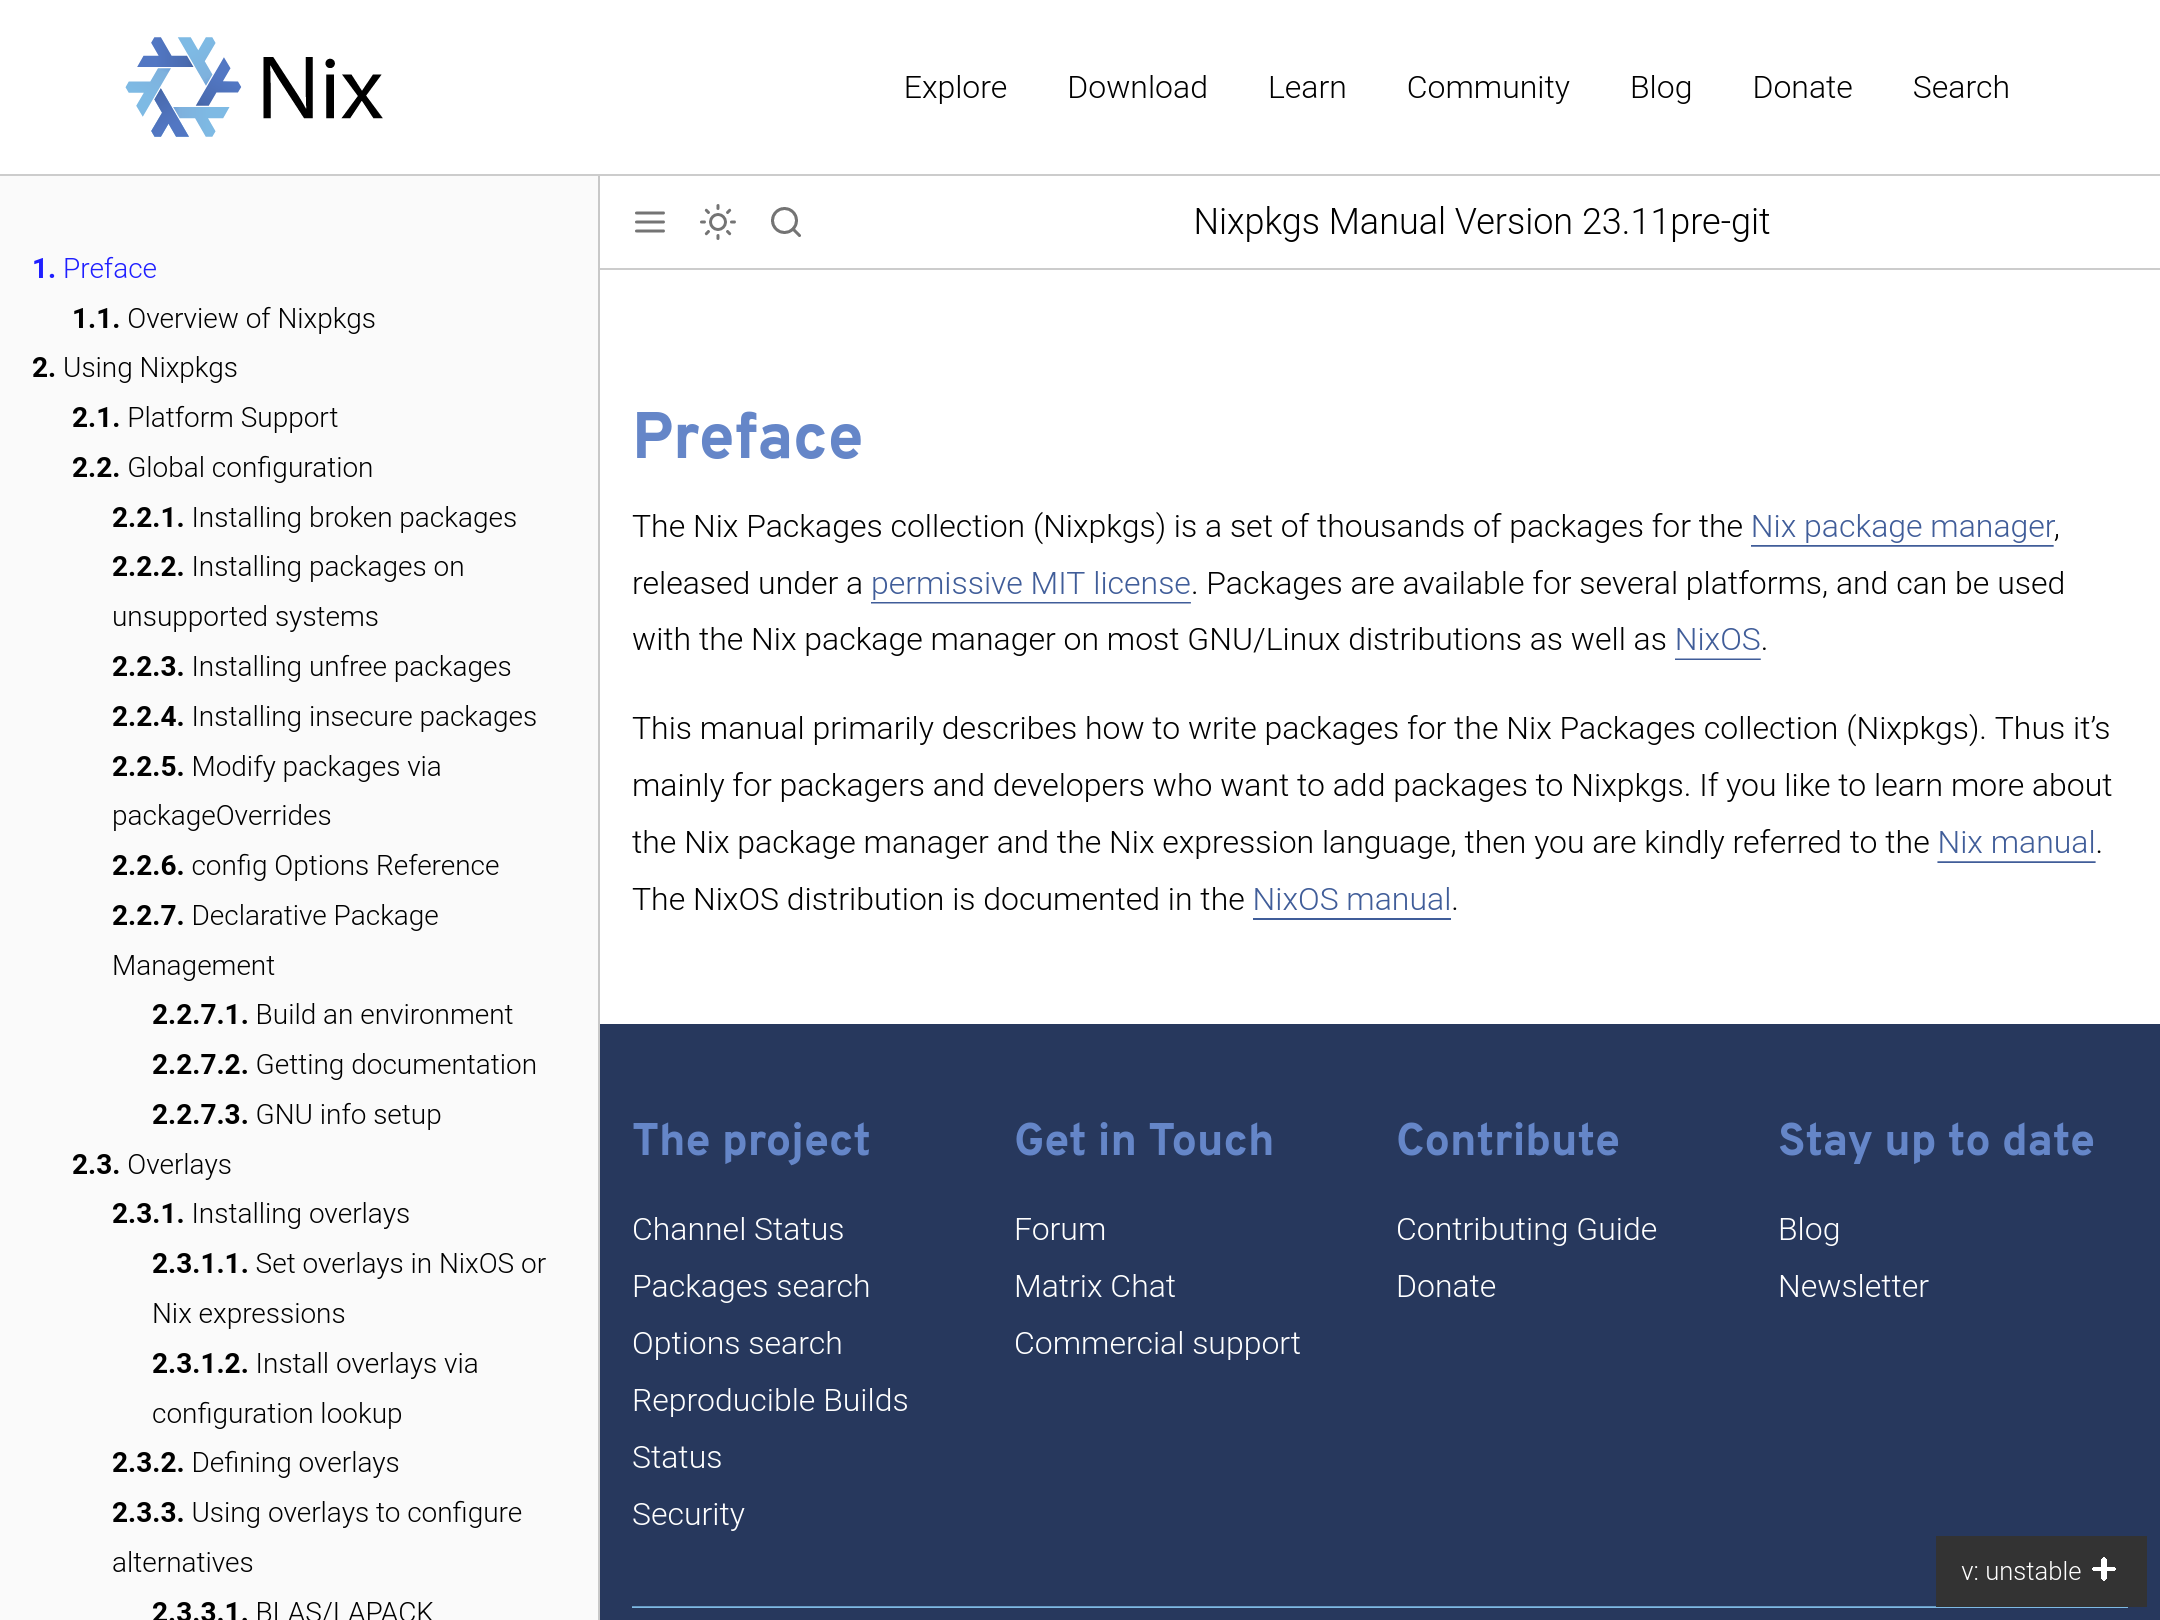 Nix
Explore Download Learn Community Blog Donate Search
1. Preface
1.1. Overview of Nixpkgs
2. Using Nixpkgs
2.1. Platform Support
2.2. Global configuration
2.2.1. Installing broken packages
2.2.2. Installing packages on
unsupported systems
2.2.3. Installing unfree packages
2.2.4. Installing insecure packages
2.2.5. Modify packages via
packageOverrides
2.2.6. config Options Reference
2.2.7. Declarative Package
Management
2.2.7.1. Build an environment
2.2.7.2. Getting documentation
2.2.7.3. GNU info setup
2.3. Overlays
2.3.1. Installing overlays
2.3.1.1. Set overlays in NixOS or
Nix expressions
2.3.1.2. Install overlays via
configuration lookup
2.3.2. Defining overlays
2.3.3. Using overlays to configure
alternatives
2.3.3.1. BLAS/LAPACK
Nixpkgs Manual Version 23.11pre-git
Preface
The Nix Packages collection (Nixpkgs) is a set of thousands of packages for the Nix package manager,
released under a permissive MIT license. Packages are available for several platforms, and can be used
with the Nix package manager on most GNU/Linux distributions as well as NixOS.
This manual primarily describes how to write packages for the Nix Packages collection (Nixpkgs). Thus it’s
mainly for packagers and developers who want to add packages to Nixpkgs. If you like to learn more about
the Nix package manager and the Nix expression language, then you are kindly referred to the Nix manual.
The NixOS distribution is documented in the NixOS manual.
The project
Channel Status
Packages search
Options search
Reproducible Builds
Status
Security
Get in Touch
Forum
Matrix Chat
Commercial support
Contribute
Contributing Guide
Donate
Stay up to date
Blog
Newsletter
v: unstable